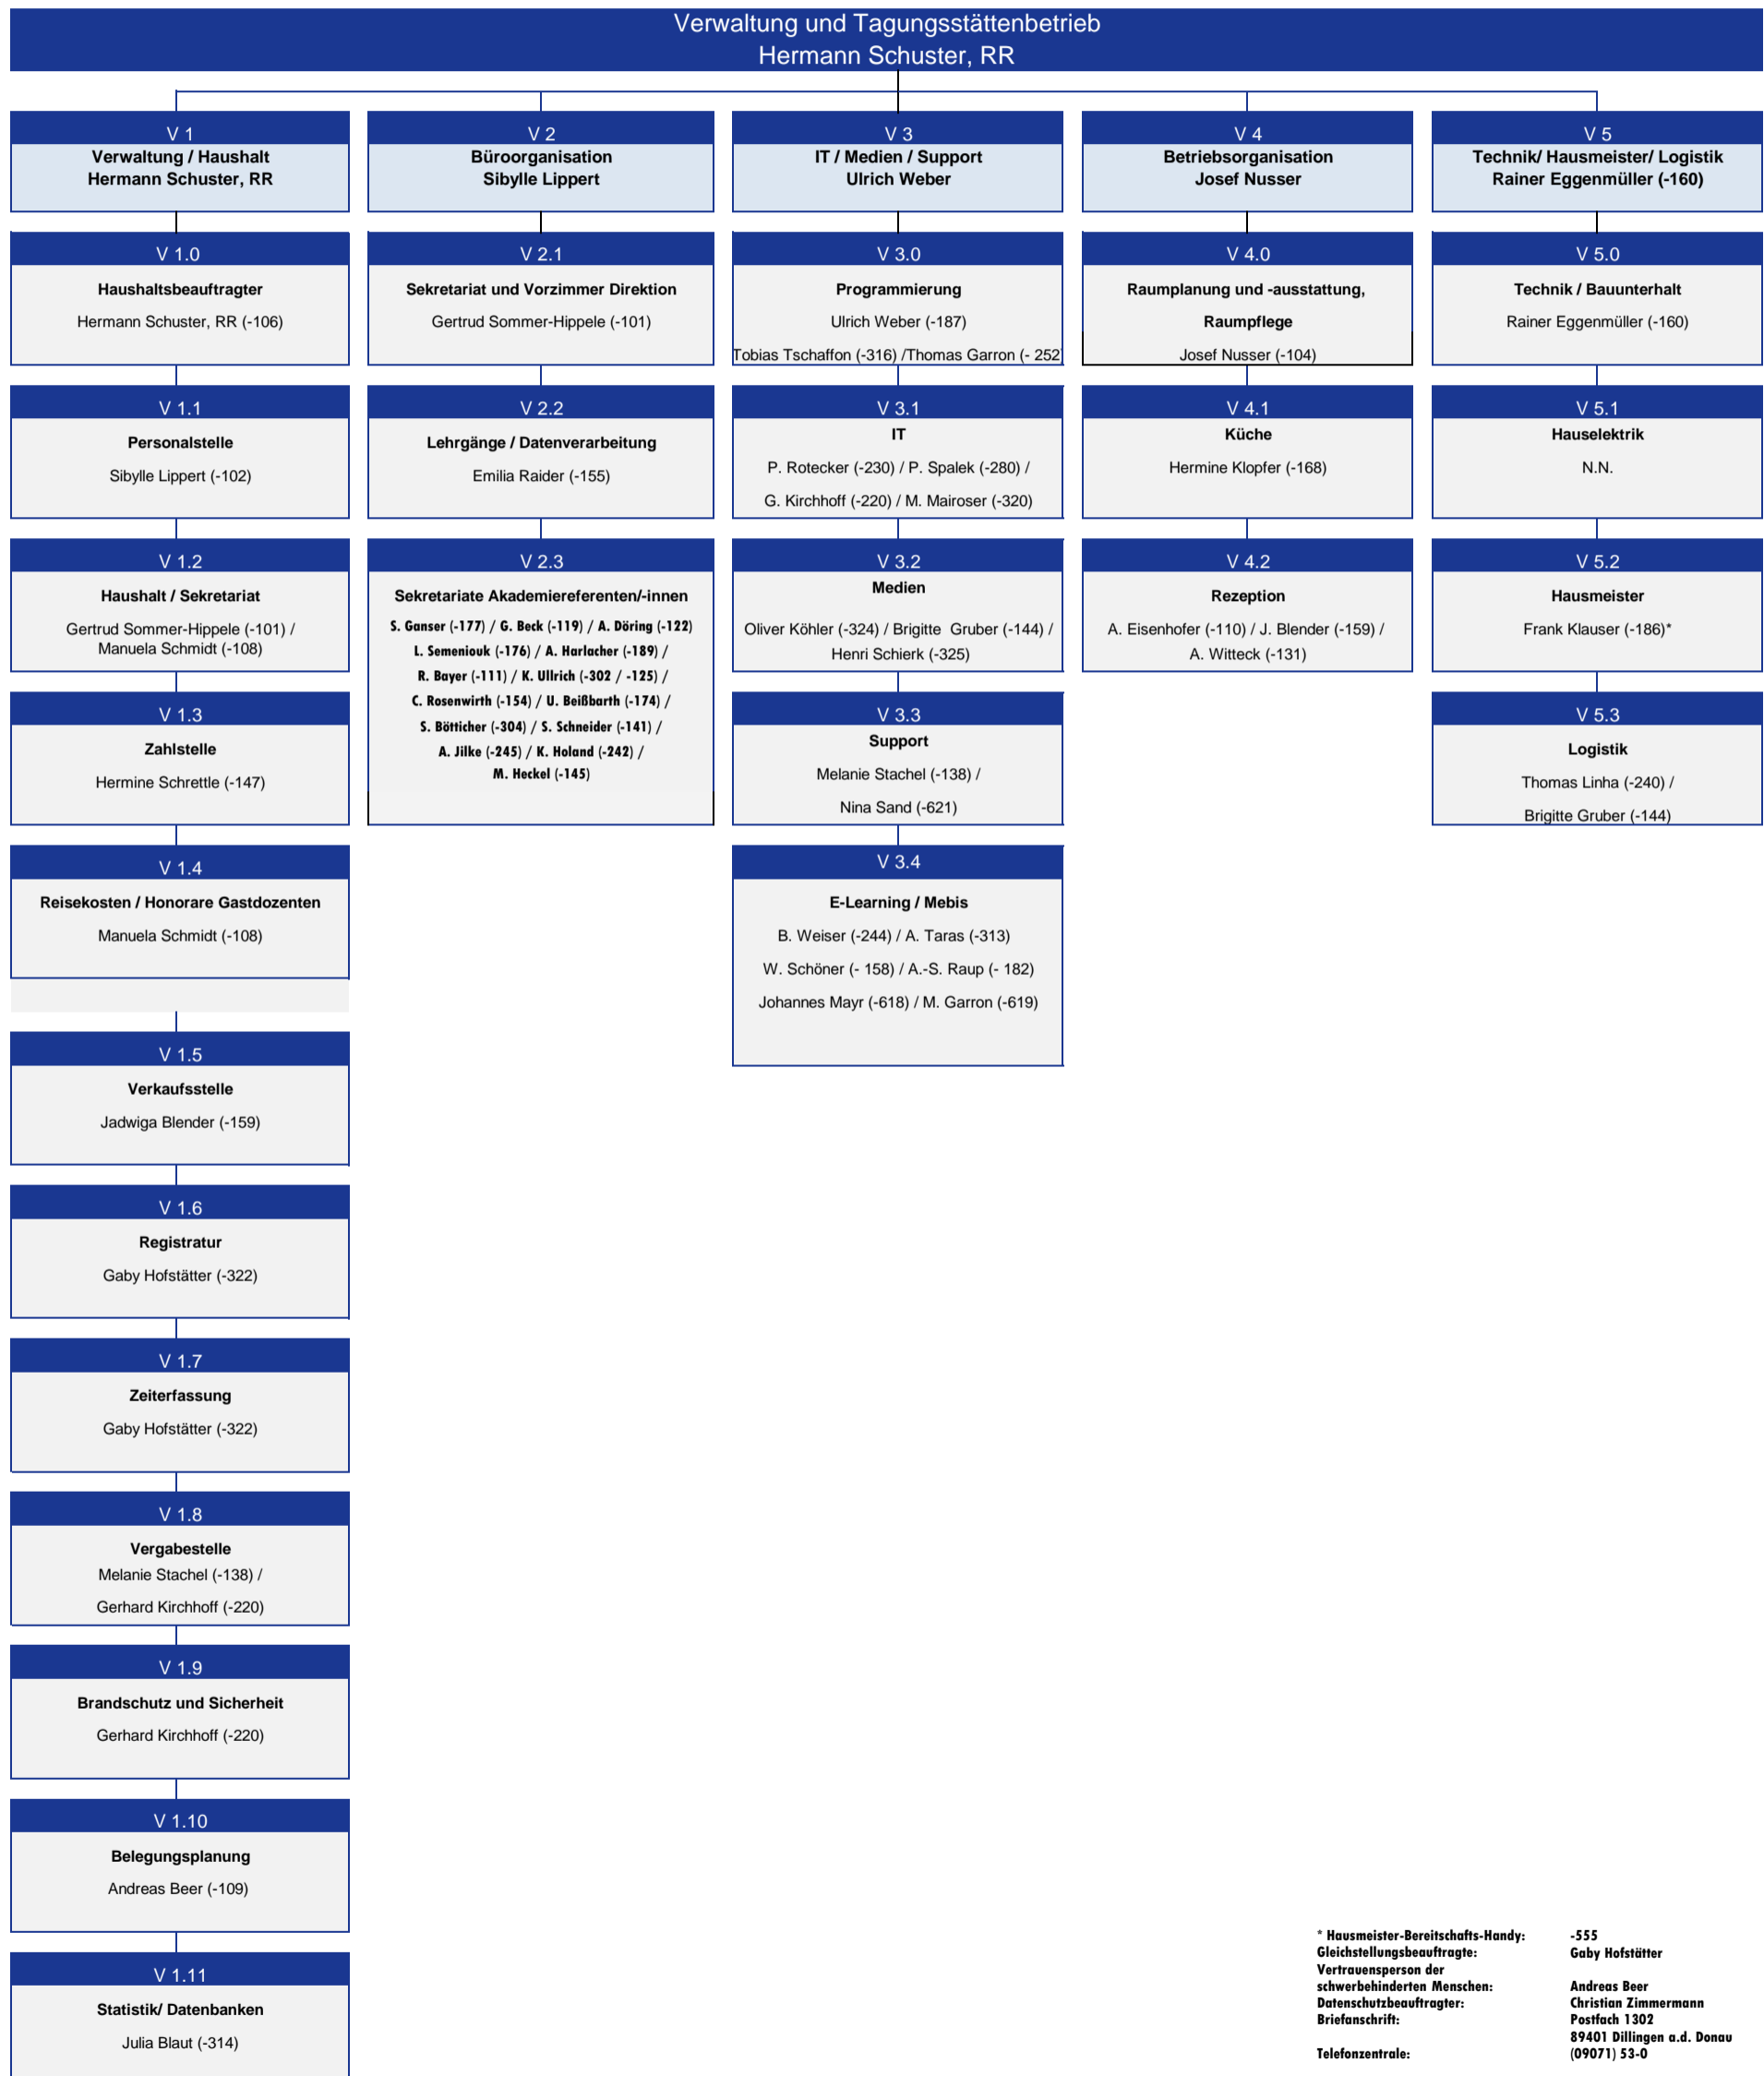 Verwaltung und Tagungsstättenbetrieb
Hermann Schuster, RR
V 1
Verwaltung / Haushalt
Hermann Schuster, RR
V 1.0
Haushaltsbeauftragter
Hermann Schuster, RR (-106)
V 1.1
Personalstelle
Sibylle Lippert (-102)
V 1.2
Haushalt / Sekretariat
Gertrud Sommer-Hippele (-101) /
Manuela Schmidt (-108)
V 1.3
Zahlstelle
Hermine Schrettle (-147)
V 1.4
Reisekosten / Honorare Gastdozenten
Manuela Schmidt (-108)
V 1.5
Verkaufsstelle
Jadwiga Blender (-159)
V 1.6
Registratur
Gaby Hofstätter (-322)
V 1.7
Zeiterfassung
Gaby Hofstätter (-322)
V 1.8
Vergabestelle
Melanie Stachel (-138) /
Gerhard Kirchhoff (-220)
V 1.9
Brandschutz und Sicherheit
Gerhard Kirchhoff (-220)
V 1.10
Belegungsplanung
Andreas Beer (-109)
V 1.11
Statistik/ Datenbanken
Julia Blaut (-314)
V 2
Büroorganisation
Sibylle Lippert
V 2.1
Sekretariat und Vorzimmer Direktion
Gertrud Sommer-Hippele (-101)
V 2.2
Lehrgänge / Datenverarbeitung
Emilia Raider (-155)
V 2.3
Sekretariate Akademiereferenten/-innen
S. Ganser (-177) / G. Beck (-119) / A. Döring (-122)
L. Semeniouk (-176) / A. Harlacher (-189) /
R. Bayer (-111) / K. Ullrich (-302 / -125) /
C. Rosenwirth (-154) / U. Beißbarth (-174) /
S. Bötticher (-304) / S. Schneider (-141) /
A. Jilke (-245) / K. Holand (-242) /
M. Heckel (-145)
V 3
IT / Medien / Support
Ulrich Weber
V 3.0
Programmierung
Ulrich Weber (-187)
Tobias Tschaffon (-316) /Thomas Garron (- 252)
V 3.1
IT
P. Rotecker (-230) / P. Spalek (-280) /
G. Kirchhoff (-220) / M. Mairoser (-320)
V 3.2
Medien
Oliver Köhler (-324) / Brigitte  Gruber (-144) /
Henri Schierk (-325)
V 3.3
Support
Melanie Stachel (-138) /
Nina Sand (-621)
V 3.4
E-Learning / Mebis
B. Weiser (-244) / A. Taras (-313)
W. Schöner (- 158) / A.-S. Raup (- 182)
Johannes Mayr (-618) / M. Garron (-619)
V 4
Betriebsorganisation
Josef Nusser
V 4.0
Raumplanung und -ausstattung,
Raumpflege
Josef Nusser (-104)
V 4.1
Küche
Hermine Klopfer (-168)
V 4.2
Rezeption
A. Eisenhofer (-110) / J. Blender (-159) /
A. Witteck (-131)
V 5
Technik/ Hausmeister/ Logistik
Rainer Eggenmüller (-160)
V 5.0
Technik / Bauunterhalt
Rainer Eggenmüller (-160)
V 5.1
Hauselektrik
N.N.
V 5.2
Hausmeister
Frank Klauser (-186)*
V 5.3
Logistik
Thomas Linha (-240) /
Brigitte Gruber (-144)
* Hausmeister-Bereitschafts-Handy: -555
Gleichstellungsbeauftragte: Gaby Hofstätter
Vertrauensperson der
schwerbehinderten Menschen: Andreas Beer
Datenschutzbeauftragter: Christian Zimmermann
Briefanschrift: Postfach 1302
89401 Dillingen a.d. Donau
Telefonzentrale: (09071) 53-0